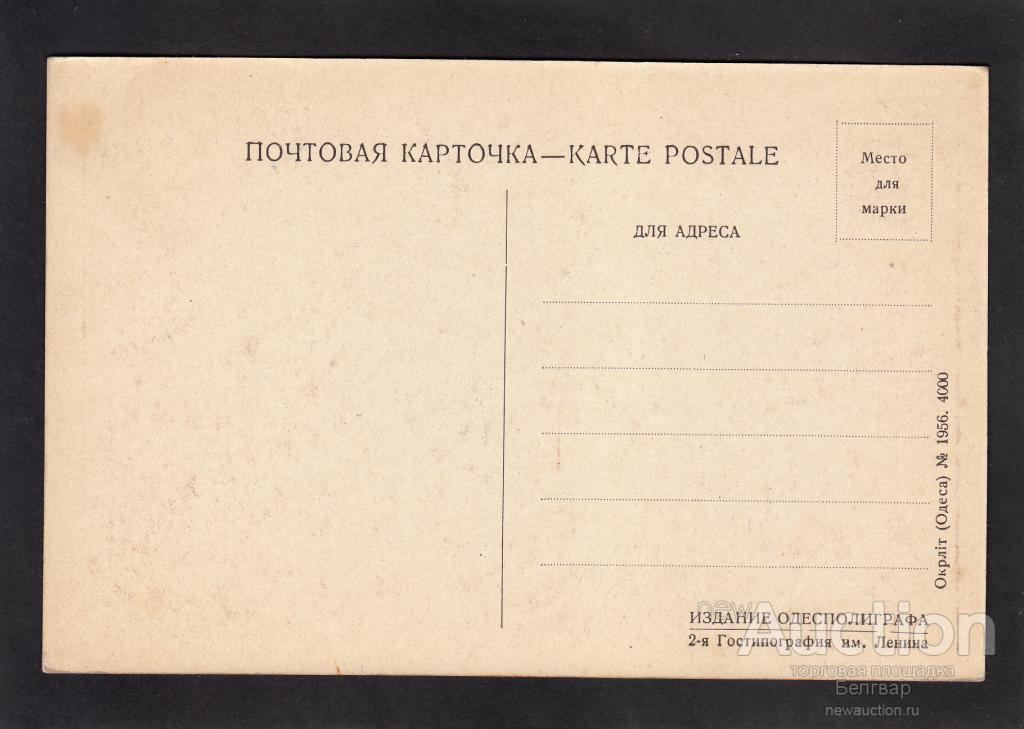 ПОЧТОВАЯ КАРТОЧКА—KARTE POSTALE
Место
для
марки
ДЛЯ АДРЕСА
Окрліт (Одеса) № 1956. 4000
ИЗДАНИЕ ОДЕСПОЛИГРАФА
2-я Гостипография им. Ленина
newAuction
торговая площадка
Белгвар
newauction.ru